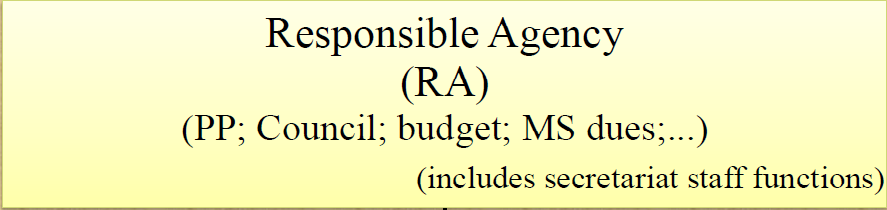 Responsible Agency
(RA)
(PP; Council; budget; MS dues;...)
(includes secretariat staff functions)